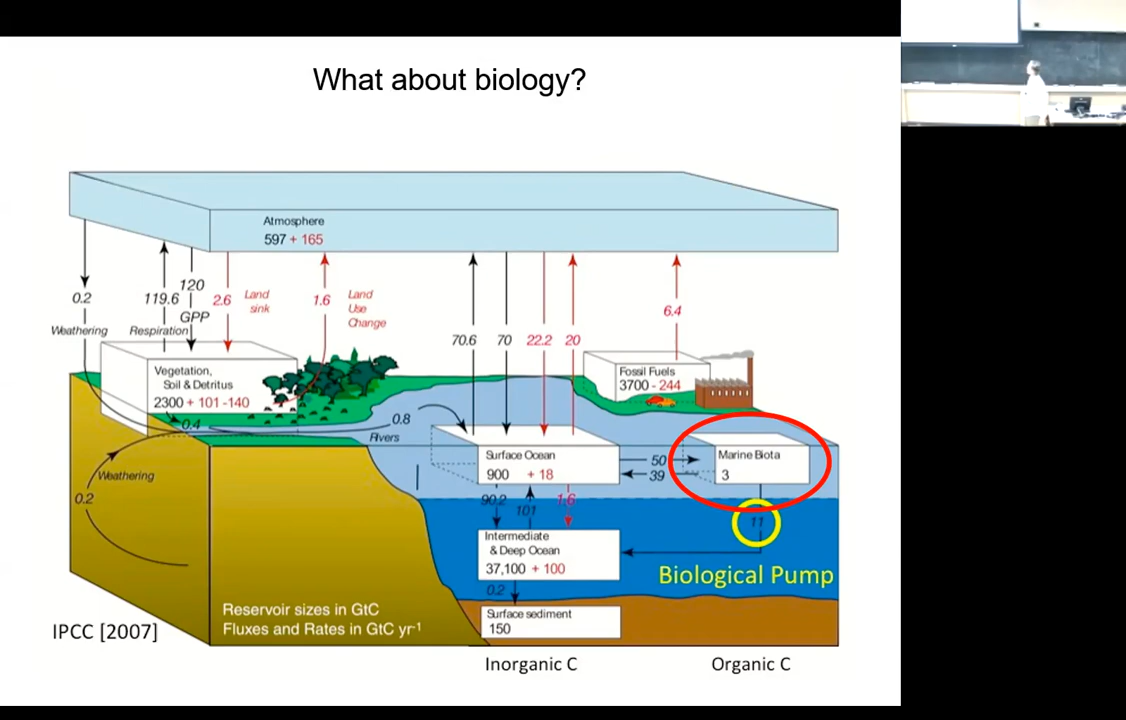 What about biology?
Atmosphere
597 + 165
0.2
Weathering
119.6
Respiration
120
GPP
2.6
Land
sink
1.6
Land
Use
Change
70.6
70
22.2
20
6.4
Vegetation,
Soil & Detritus
2300 + 101 -140
Fossil Fuels
3700 - 244
0.4
0.8
Rivers
Weathering
0.2
Surface Ocean
900 + 18
50
39
Marine Biota
3
90.2
101
1.6
11
Intermediate
& Deep Ocean
37,100 + 100
Biological Pump
0.2
Surface sediment
150
Reservoir sizes in GtC
Fluxes and Rates in GtC yr-1
IPCC [2007]
Inorganic C
Organic C